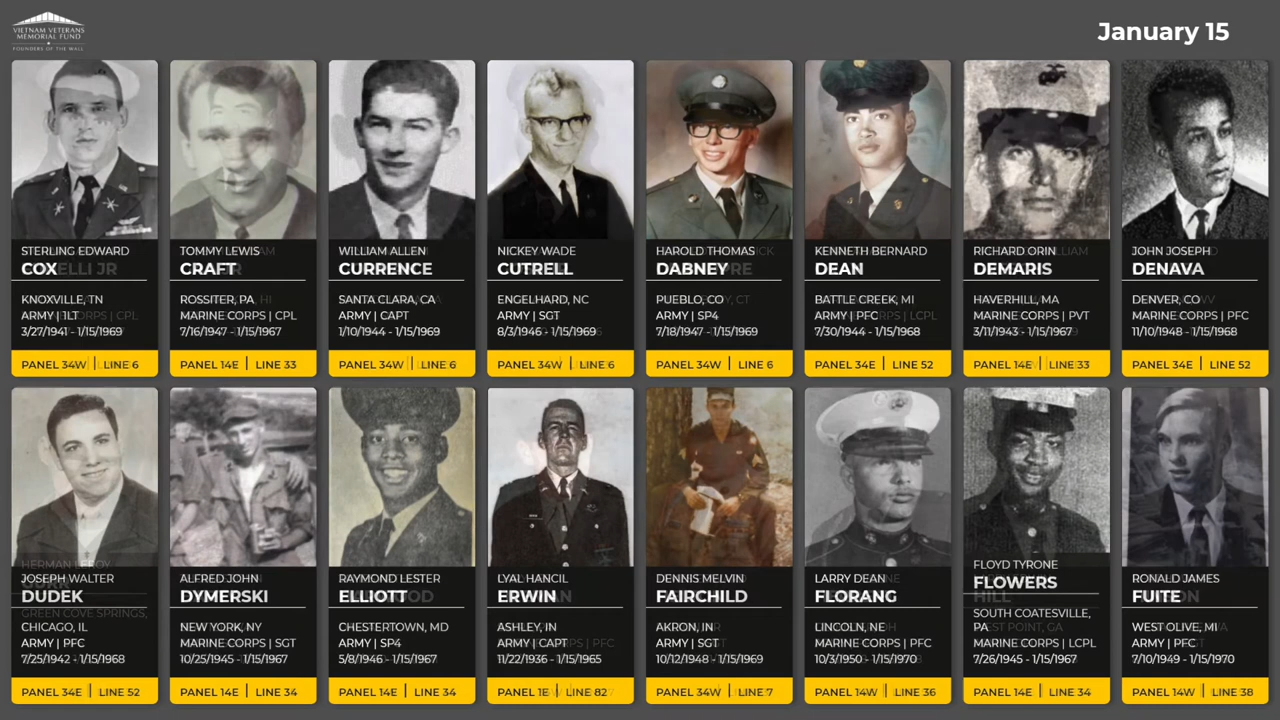 VIETNAM VETERANS
MEMORIAL FUND
FOUNDERS OF THE WALL
January 15
STERLING EDWARD
COX
KNOXVILLE, TN
ARMY | 1LT
3/27/1941 - 1/15/1969
PANEL 34W | LINE 6
TOMMY LEWIS
CRAFT
ROSSITER, PA
MARINE CORPS | CPL
7/16/1947 - 1/15/1967
PANEL 14E | LINE 33
WILLIAM ALLEN
CURRENCE
SANTA CLARA, CA
ARMY | CAPT
1/10/1944 - 1/15/1969
PANEL 34W | LINE 6
NICKEY WADE
CUTRELL
ENGELHARD, NC
ARMY | SGT
8/3/1946 - 1/15/1969
PANEL 34W | LINE 6
HAROLD THOMAS
DABNEY
PUEBLO, CO
ARMY | SP4
7/18/1947 - 1/15/1969
PANEL 34W | LINE 6
KENNETH BERNARD
DEAN
BATTLE CREEK, MI
ARMY | PFC
7/30/1944 - 1/15/1968
PANEL 34E | LINE 52
RICHARD ORIN
DEMARIS
HAVERHILL, MA
MARINE CORPS | PVT
3/11/1943 - 1/15/1967
PANEL 14E | LINE 33
JOHN JOSEPH
DENAVA
DENVER, CO
MARINE CORPS | PFC
11/10/1948 - 1/15/1968
PANEL 34E | LINE 52
JOSEPH WALTER
DUDEK
CHICAGO, IL
ARMY | PFC
7/25/1942 - 1/15/1968
PANEL 34E | LINE 52
ALFRED JOHN
DYMERSKI
NEW YORK, NY
MARINE CORPS | SGT
10/25/1945 - 1/15/1967
PANEL 14E | LINE 34
RAYMOND LESTER
ELLIOTT
CHESTERTOWN, MD
ARMY | SP4
5/8/1946 - 1/15/1967
PANEL 14E | LINE 34
LYAL HANCIL
ERWIN
ASHLEY, IN
ARMY | CAPT
11/22/1936 - 1/15/1965
PANEL 1E | LINE 82
DENNIS MELVIN
FAIRCHILD
AKRON, IN
ARMY | SGT
10/12/1948 - 1/15/1969
PANEL 34W | LINE 7
LARRY DEAN
FLORANG
LINCOLN, NE
MARINE CORPS | PFC
10/3/1950 - 1/15/1970
PANEL 14W | LINE 36
FLOYD TYRONE
FLOWERS
SOUTH COATESVILLE,
PA
MARINE CORPS | LCPL
7/26/1945 - 1/15/1967
PANEL 14E | LINE 34
RONALD JAMES
FUITE
WEST OLIVE, MI
ARMY | PFC
7/10/1949 - 1/15/1970
PANEL 14W | LINE 38